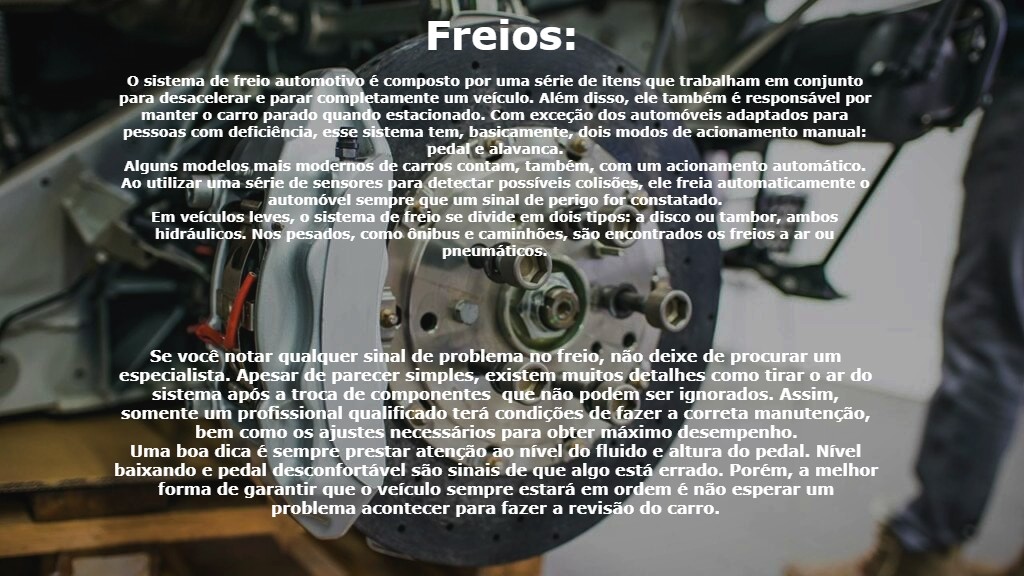 Freios:
O sistema de freio automotivo é composto por uma série de itens que trabalham em conjunto
para desacelerar e parar completamente um veículo. Além disso, ele também é responsável por
manter o carro parado quando estacionado. Com exceção dos automóveis adaptados para
pessoas com deficiência, esse sistema tem, basicamente, dois modos de acionamento manual:
pedal e alavanca.
Alguns modelos mais modernos de carros contam, também, com um acionamento automático.
Ao utilizar uma série de sensores para detectar possíveis colisões, ele freia automaticamente o
automóvel sempre que um sinal de perigo for constatado.
Em veículos leves, o sistema de freio se divide em dois tipos: a disco ou tambor, ambos
hidráulicos. Nos pesados, como ônibus e caminhões, são encontrados os freios a ar ou
pneumáticos.
Se você notar qualquer sinal de problema no freio, não deixe de procurar um
especialista. Apesar de parecer simples, existem muitos detalhes como tirar o ar do
sistema após a troca de componentes  que não podem ser ignorados. Assim,
somente um profissional qualificado terá condições de fazer a correta manutenção,
bem como os ajustes necessários para obter máximo desempenho.
Uma boa dica é sempre prestar atenção ao nível do fluido e altura do pedal. Nível
baixando e pedal desconfortável são sinais de que algo está errado. Porém, a melhor
forma de garantir que o veículo sempre estará em ordem é não esperar um
problema acontecer para fazer a revisão do carro.